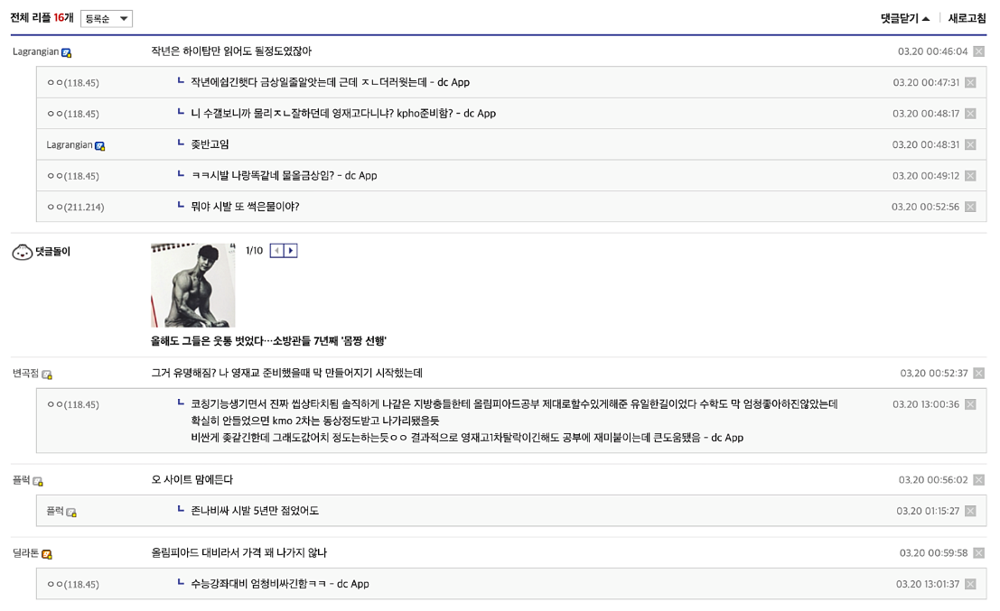 전체 리플 16개 등록순 댓글닫기 새로고침
Lagrangian 작년은 하이탑만 읽어도 될정도였잖아 03.20 00:46:04
ㅇㅇ(118.45) 작년에쉽긴햇다 금상일줄알앗는데 근데 ㅈㄴ더러웟는데 - dc App 03.20 00:47:31
ㅇㅇ(118.45) 니 수갤보니까 물리ㅈㄴ잘하던데 영재고다니냐? kpho준비함? - dc App 03.20 00:48:17
Lagrangian 좆반고임 03.20 00:48:31
ㅇㅇ(118.45) ㅋㅋ시발 나랑똑같네 물올금상임? - dc App 03.20 00:49:12
ㅇㅇ(211.214) 뭐야 시발 또 썩은물이야? 03.20 00:52:56
댓글돌이 1/10
올해도 그들은 웃통 벗었다…소방관들 7년째 '몸짱 선행'
변곡점 그거 유명해짐? 나 영재교 준비했을때 막 만들어지기 시작했는데 03.20 00:52:37
ㅇㅇ(118.45) 코칭기능생기면서 진짜 씹상타치됨 솔직하게 나같은 지방충들한테 올림피아드공부 제대로할수있게해준 유일한길이었다 수학도 막 엄청좋아하진않았는데 03.20 13:00:36
확실히 안들었으면 kmo 2차는 동상정도받고 나가리됐을듯
비싼게 좆같긴한데 그래도값어치 정도는하는듯ㅇㅇ 결과적으로 영재고1차탈락이긴해도 공부에 재미붙이는데 큰도움됐음 - dc App
플럭 오 사이트 맘에든다 03.20 00:56:02
플럭 존나비싸 시발 5년만 젊었어도 03.20 01:15:27
딜라톤 올림피아드 대비라서 가격 꽤 나가지 않나 03.20 00:59:58
ㅇㅇ(118.45) 수능강좌대비 엄청비싸긴함ㅋㅋ - dc App 03.20 13:01:37